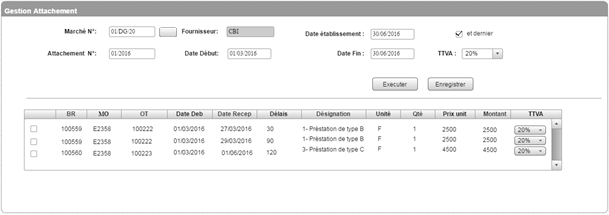 Gestion Attachement
Marché N°: 01/DG/20 Fournisseur: CBI Date établissement : 30/06/2016 et dernier
Attachement N°: 01/2016 Date Début: 01/03/2016 Date Fin : 30/06/2016 TTVA : 20%
Executer Enregistrer
BR MO OT Date Deb Date Recep Délais Désignation Unité Qté Prix unit Montant TTVA
100559 E2356 100222 01/03/2016 27/03/2016 30 1- Préstation de type B F 1 2500 2500 20%
100559 E2358 100222 01/03/2016 29/03/2016 90 1- Préstation de type B F 1 2500 2500 20%
100560 E2358 100223 01/03/2016 01/06/2016 120 3- Préstation de type C F 1 4500 4500 20%